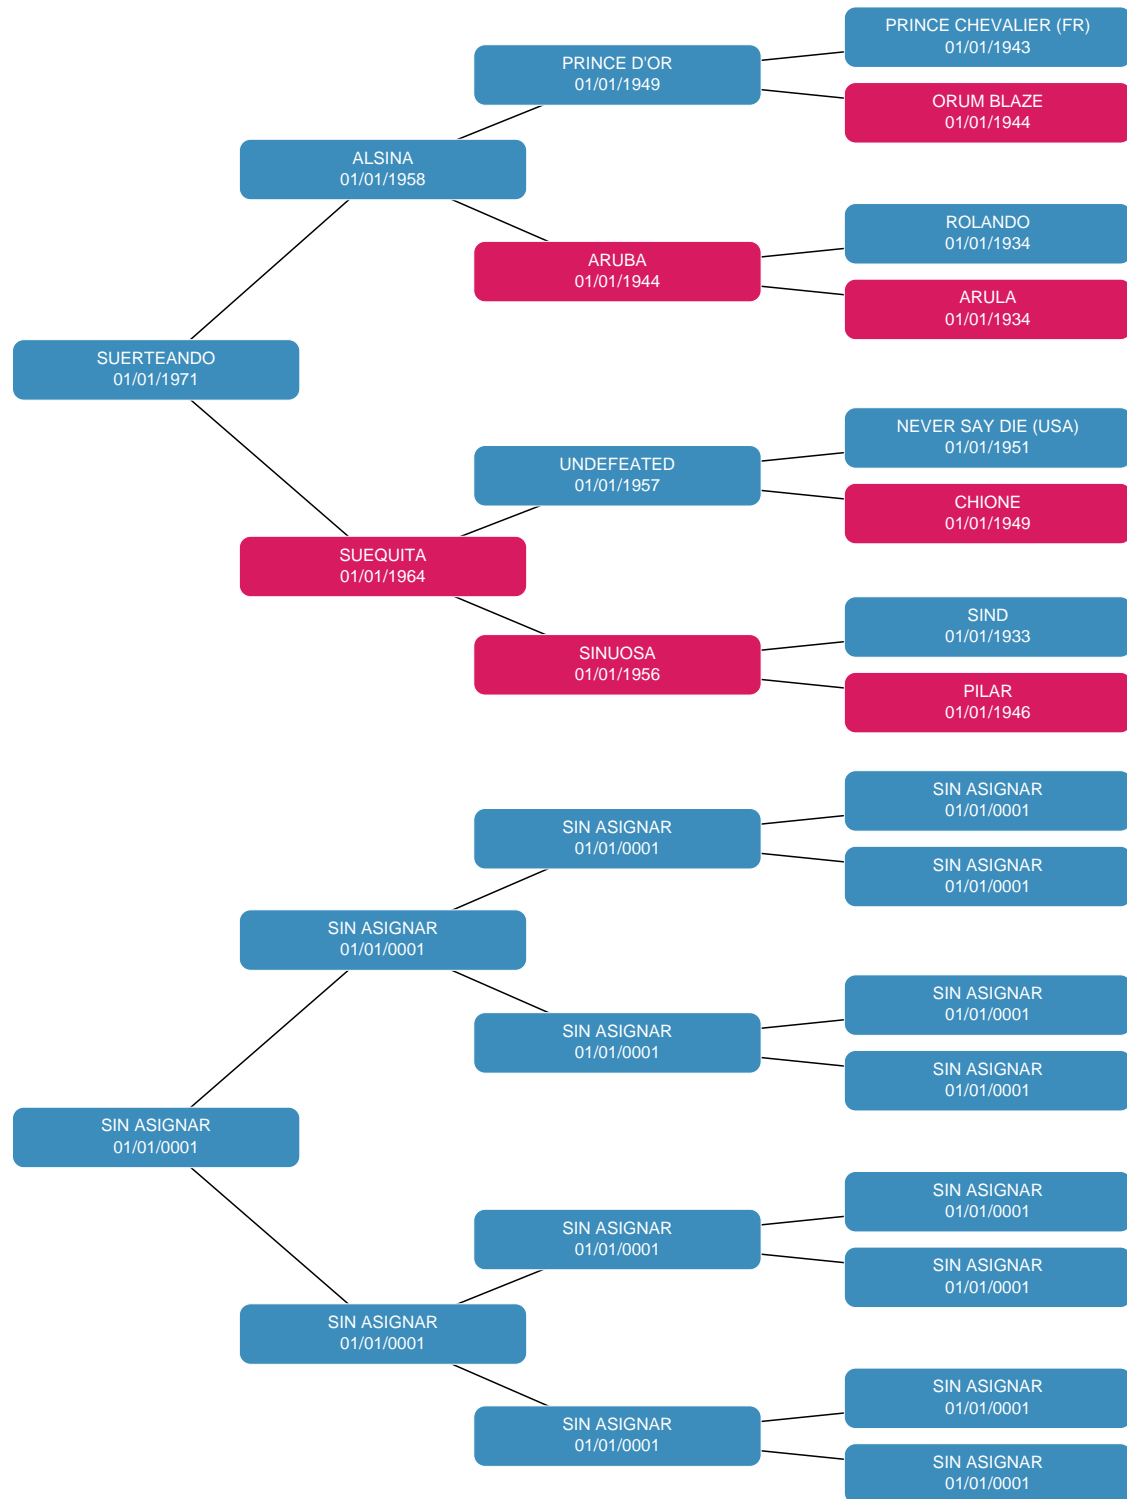 PRINCE CHEVALIER (FR)
01/01/1943
PRINCE D'OR
01/01/1949
ORUM BLAZE
01/01/1944
ALSINA
01/01/1958
ROLANDO
01/01/1934
ARUBA
01/01/1944
ARULA
01/01/1934
SUERTEANDO
01/01/1971
NEVER SAY DIE (USA)
01/01/1951
UNDEFEATED
01/01/1957
CHIONE
01/01/1949
SUEQUITA
01/01/1964
SIND
01/01/1933
SINUOSA
01/01/1956
PILAR
01/01/1946
SIN ASIGNAR
01/01/0001
SIN ASIGNAR
01/01/0001
SIN ASIGNAR
01/01/0001
SIN ASIGNAR
01/01/0001
SIN ASIGNAR
01/01/0001
SIN ASIGNAR
01/01/0001
SIN ASIGNAR
01/01/0001
SIN ASIGNAR
01/01/0001
SIN ASIGNAR
01/01/0001
SIN ASIGNAR
01/01/0001
SIN ASIGNAR
01/01/0001
SIN ASIGNAR
01/01/0001
SIN ASIGNAR
01/01/0001
SIN ASIGNAR
01/01/0001
SIN ASIGNAR
01/01/0001